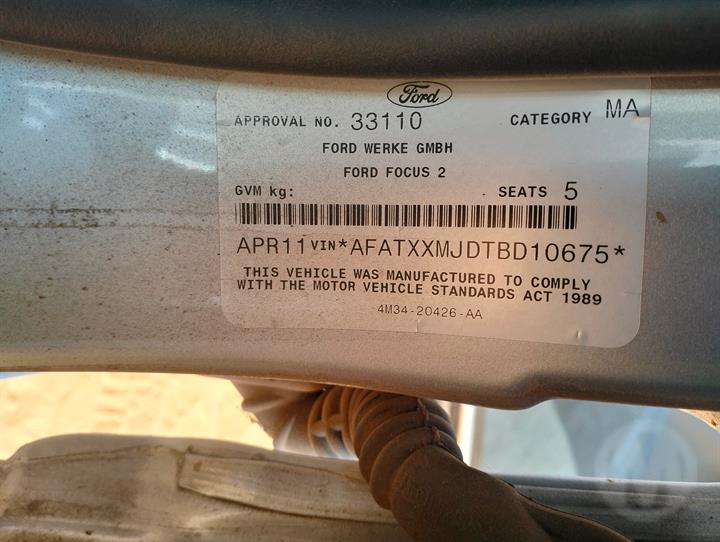 Ford
APPROVAL NO. 33110 CATEGORY MA
FORD WERKE GMBH
FORD FOCUS 2
GVM kg: SEATS 5
APR11 VIN*AFATXXMJDTBD10675*
THIS VEHICLE WAS MANUFACTURED TO COMPLY
WITH THE MOTOR VEHICLE STANDARDS ACT 1989
4M34-20426-AA